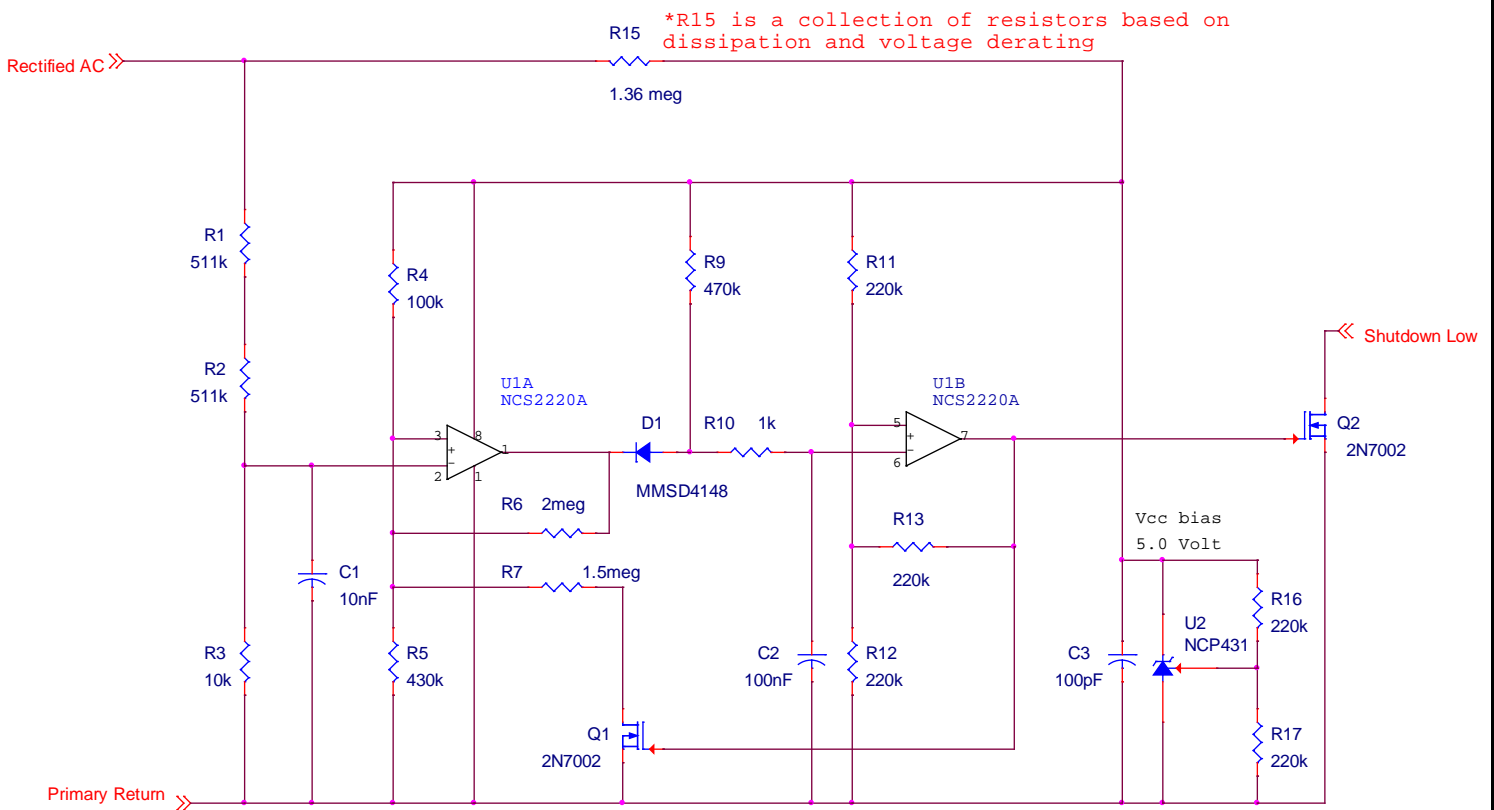 *R15 is a collection of resistors based on
dissipation and voltage derating
R15
1.36 meg
Rectified AC
R1
511k
R4
100k
R9
470k
R11
220k
R2
511k
Shutdown Low
U1A
NCS2220A
U1B
NCS2220A
D1
R10 1k
3
8
+
-
2
1
1
5
+
-
6
7
Q2
2N7002
MMSD4148
R6 2meg
R13
220k
Vcc bias
5.0 Volt
R7 1.5meg
C1
10nF
R16
220k
U2
NCP431
R3
10k
R5
430k
C2
100nF
R12
220k
C3
100pF
Q1
2N7002
R17
220k
Primary Return